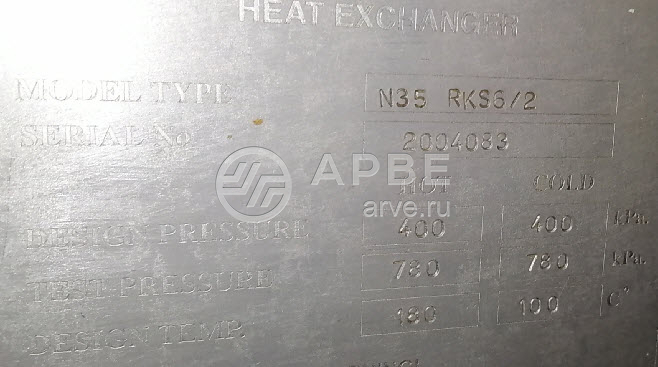 HEAT EXCHANGER
MODEL TYPE N35 RKS6/2
SERIAL No 2004083
АРВЕ
HOT COLD
arve.ru
DESIGN PRESSURE 400 400 kPa.
TEST PRESSURE 780 780 kPa.
DESIGN TEMP. 180 100 C°